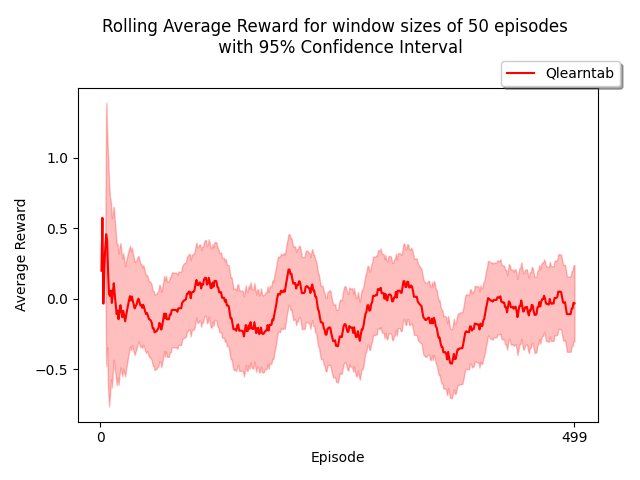 Rolling Average Reward for window sizes of 50 episodes
with 95% Confidence Interval
Qlearntab
1.0
0.5
0.0
−0.5
Average Reward
0
499
Episode